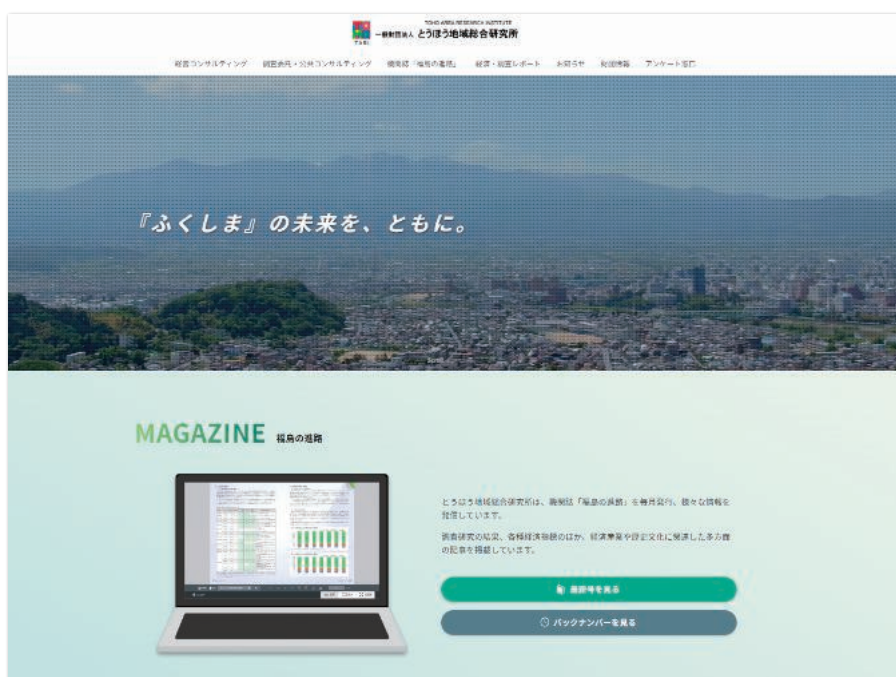 TOHO AREA RESEARCH INSTITUTE
一般財団法人 とうほう地域総合研究所
経営コンサルティング 調査受託・公共コンサルティング 機関誌「福島の進路」 経済・調査レポート お知らせ 財団情報 アンケート窓口
『ふくしま』の未来を、ともに。
MAGAZINE 福島の進路
とうほう地域総合研究所は、機関誌「福島の進路」を毎月発行、様々な情報を
発信しています。
調査研究の結果、各種経済指標のほか、経済産業や歴史文化に関連した多方面
の記事を掲載しています。
最新号を見る
バックナンバーを見る